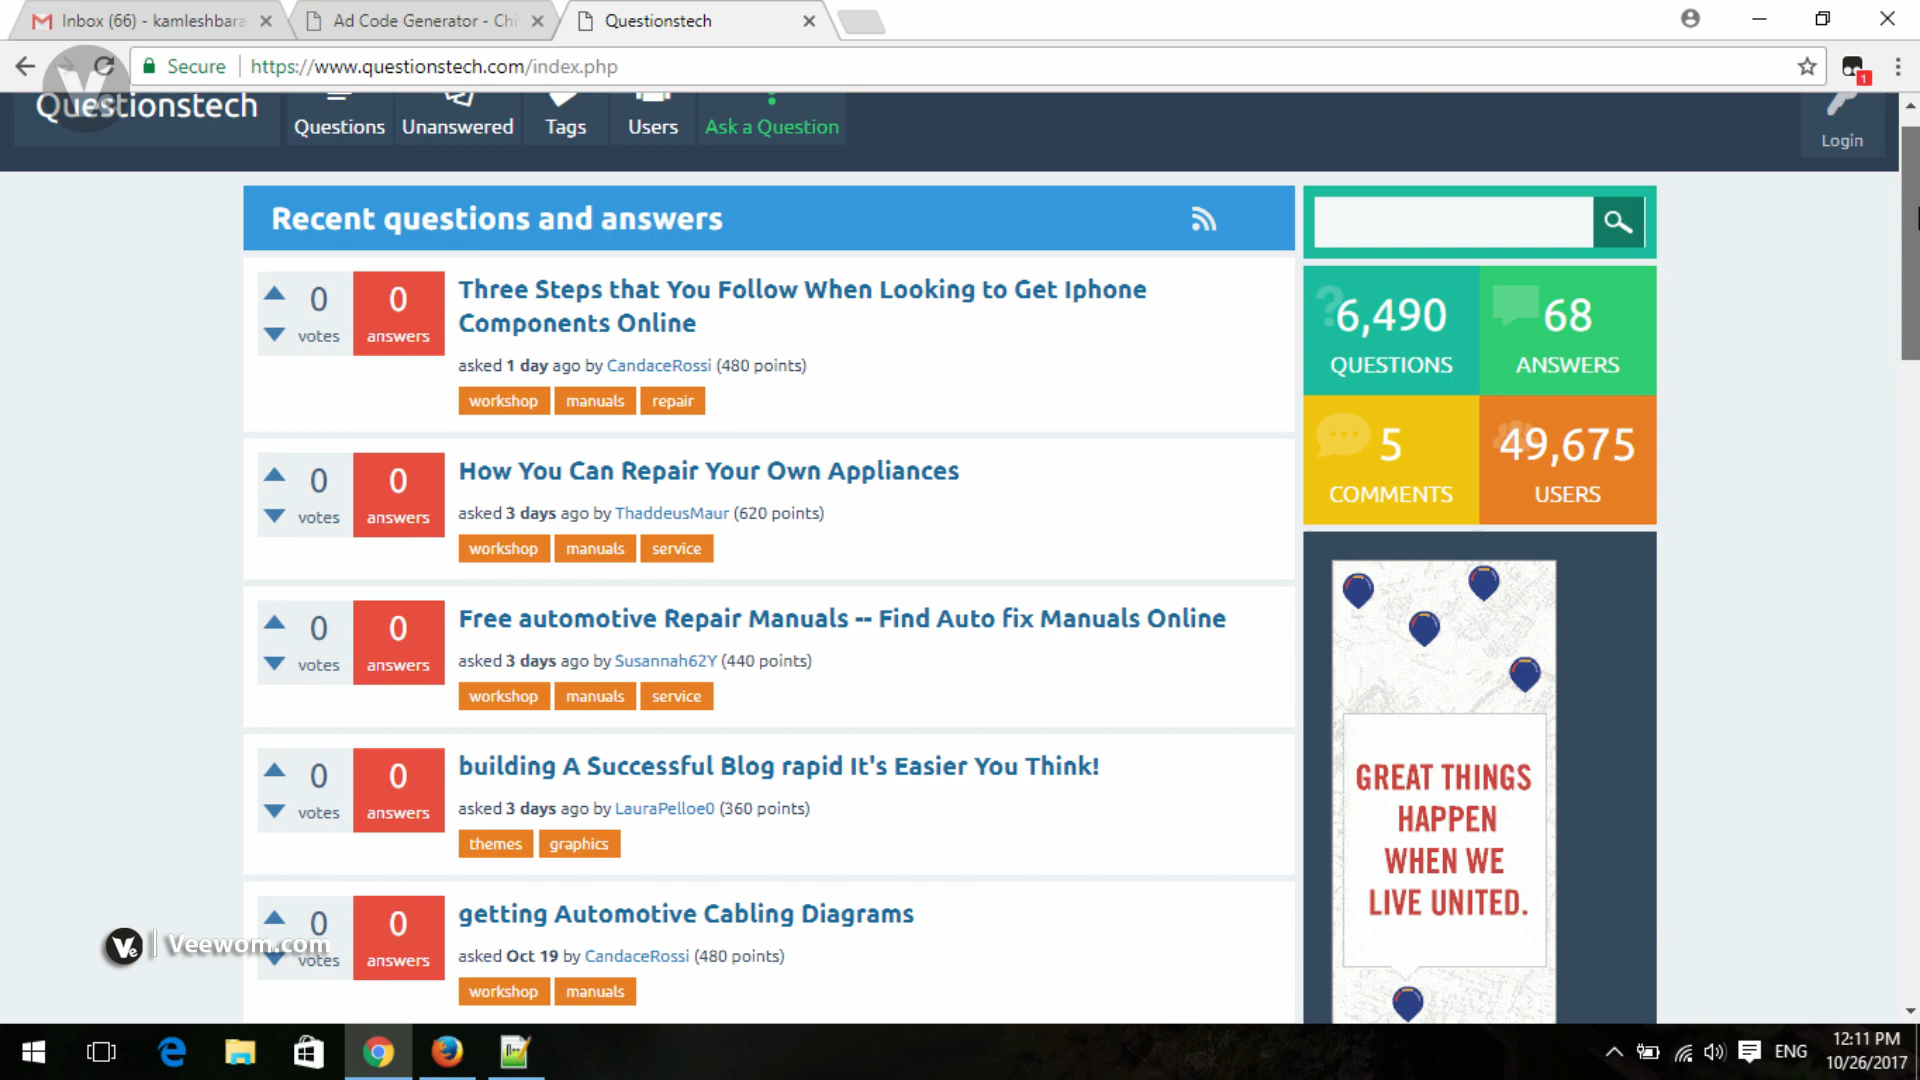 Inbox (66) - kamleshbara
Ad Code Generator - Chi
Questionstech
Secure
https://www.questionstech.com/index.php
1
Questionstech
Questions
Unanswered
Tags
Users
Ask a Question
Login
Recent questions and answers
0
votes
0
answers
Three Steps that You Follow When Looking to Get Iphone
Components Online
asked 1 day ago by CandaceRossi (480 points)
workshop
manuals
repair
0
votes
0
answers
How You Can Repair Your Own Appliances
asked 3 days ago by ThaddeusMaur (620 points)
workshop
manuals
service
0
votes
0
answers
Free automotive Repair Manuals -- Find Auto fix Manuals Online
asked 3 days ago by Susannah62Y (440 points)
workshop
manuals
service
0
votes
0
answers
building A Successful Blog rapid It's Easier You Think!
asked 3 days ago by LauraPelloe0 (360 points)
themes
graphics
0
votes
0
answers
getting Automotive Cabling Diagrams
asked Oct 19 by CandaceRossi (480 points)
workshop
manuals
6,490
QUESTIONS
68
ANSWERS
5
COMMENTS
49,675
USERS
GREAT THINGS
HAPPEN
WHEN WE
LIVE UNITED.
Ve | Veewom.com
ENG
12:11 PM
10/26/2017